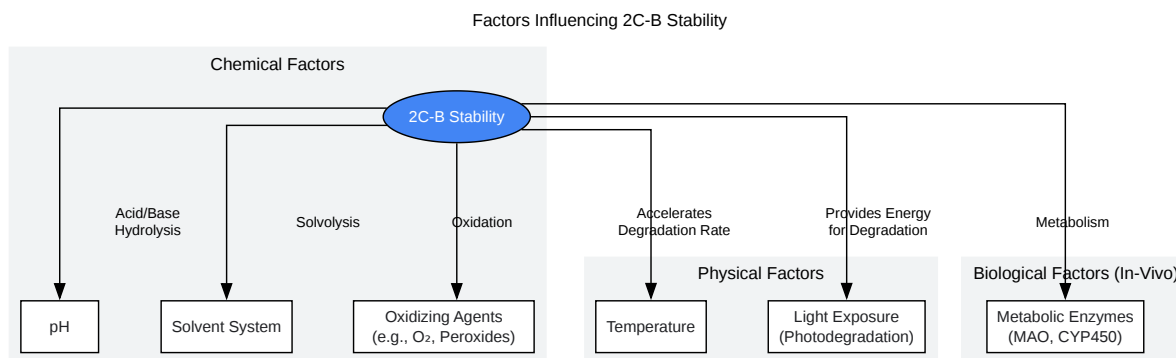 Factors Influencing 2C-B Stability
Chemical Factors
2C-B Stability
Acid/Base
Hydrolysis
Solvolysis
Oxidation
Accelerates
Degradation Rate
Provides Energy
for Degradation
Metabolism
Physical Factors
Biological Factors (In-Vivo)
pH
Solvent System
Oxidizing Agents
(e.g., O₂, Peroxides)
Temperature
Light Exposure
(Photodegradation)
Metabolic Enzymes
(MAO, CYP450)